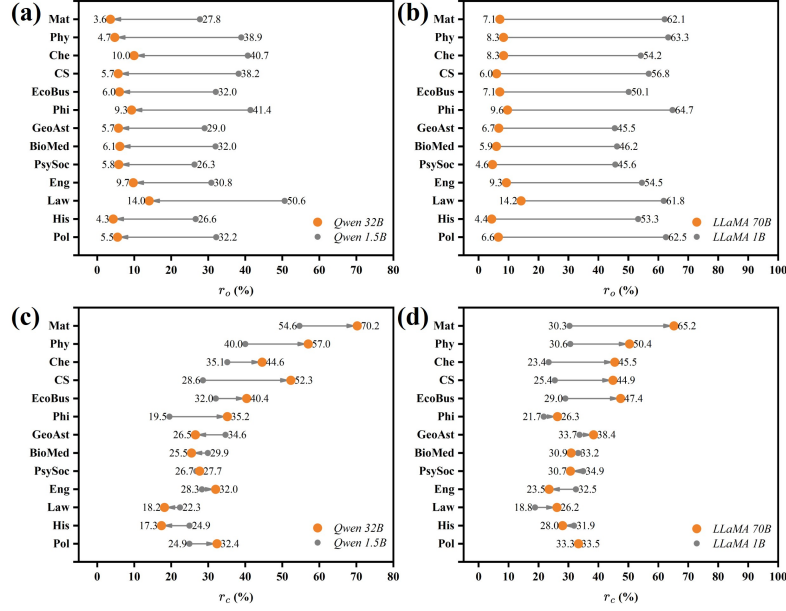 (a)
Mat 3.6 27.8
Phy 4.7 38.9
Che 10.0 40.7
CS 5.7 38.2
EcoBus 6.0 32.0
Phi 9.3 41.4
GeoAst 5.7 29.0
BioMed 6.1 32.0
PsySoc 5.8 26.3
Eng 9.7 30.8
Law 14.0 50.6
His 4.3 26.6
Pol 5.5 32.2
Qwen 32B
Qwen 1.5B
0 10 20 30 40 50 60 70 80
r_o (%)
(b)
Mat 7.1 62.1
Phy 8.3 63.3
Che 8.3 54.2
CS 6.0 56.8
EcoBus 7.1 50.1
Phi 9.6 64.7
GeoAst 6.7 45.5
BioMed 5.9 46.2
PsySoc 4.6 45.6
Eng 9.3 54.5
Law 14.2 61.8
His 4.4 53.3
Pol 6.6 62.5
LLaMA 70B
LLaMA 1B
0 10 20 30 40 50 60 70 80 90 100
r_o (%)
(c)
Mat 54.6 70.2
Phy 40.0 57.0
Che 35.1 44.6
CS 28.6 52.3
EcoBus 32.0 40.4
Phi 19.5 35.2
GeoAst 26.5 34.6
BioMed 25.5 29.9
PsySoc 26.7 27.7
Eng 28.3 32.0
Law 18.2 22.3
His 17.3 24.9
Pol 24.9 32.4
Qwen 32B
Qwen 1.5B
0 10 20 30 40 50 60 70 80
r_c (%)
(d)
Mat 30.3 65.2
Phy 30.6 50.4
Che 23.4 45.5
CS 25.4 44.9
EcoBus 29.0 47.4
Phi 21.7 26.3
GeoAst 33.7 38.4
BioMed 30.9 33.2
PsySoc 30.7 34.9
Eng 23.5 32.5
Law 18.8 26.2
His 28.0 31.9
Pol 33.3 33.5
LLaMA 70B
LLaMA 1B
0 10 20 30 40 50 60 70 80 90 100
r_c (%)